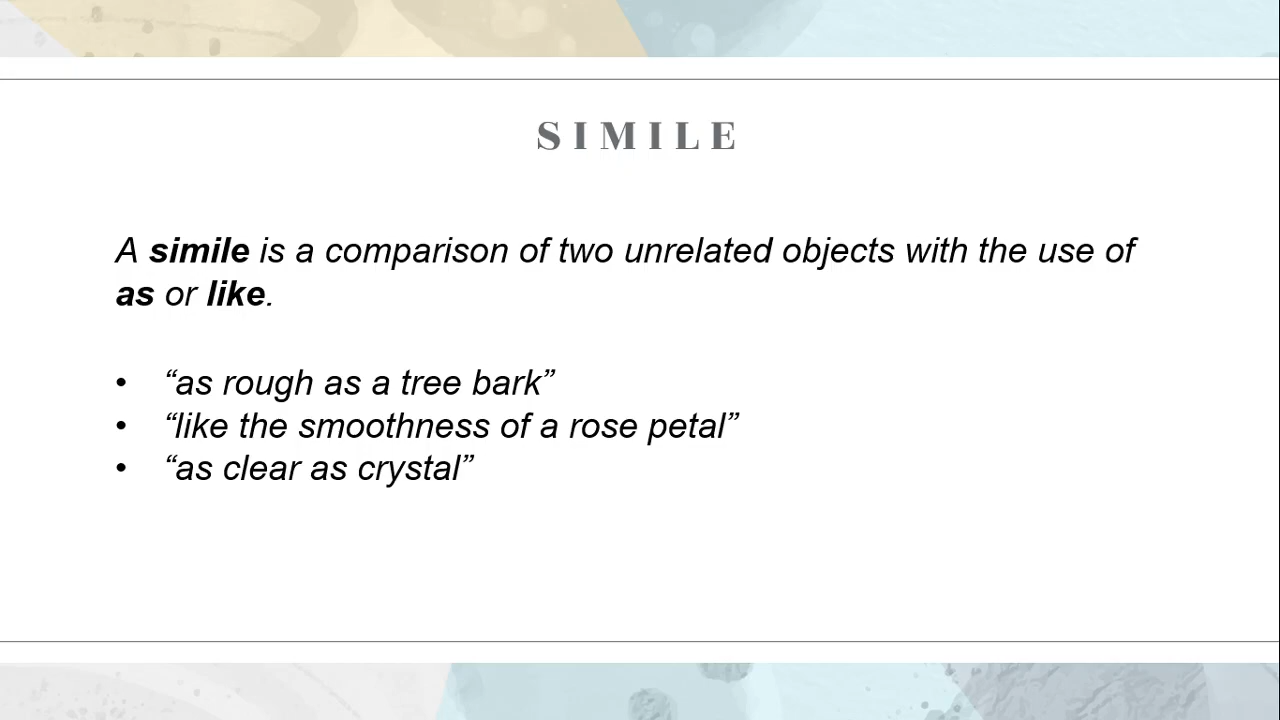 SIMILE
A simile is a comparison of two unrelated objects with the use of
as or like.
• “as rough as a tree bark”
• “like the smoothness of a rose petal”
• “as clear as crystal”